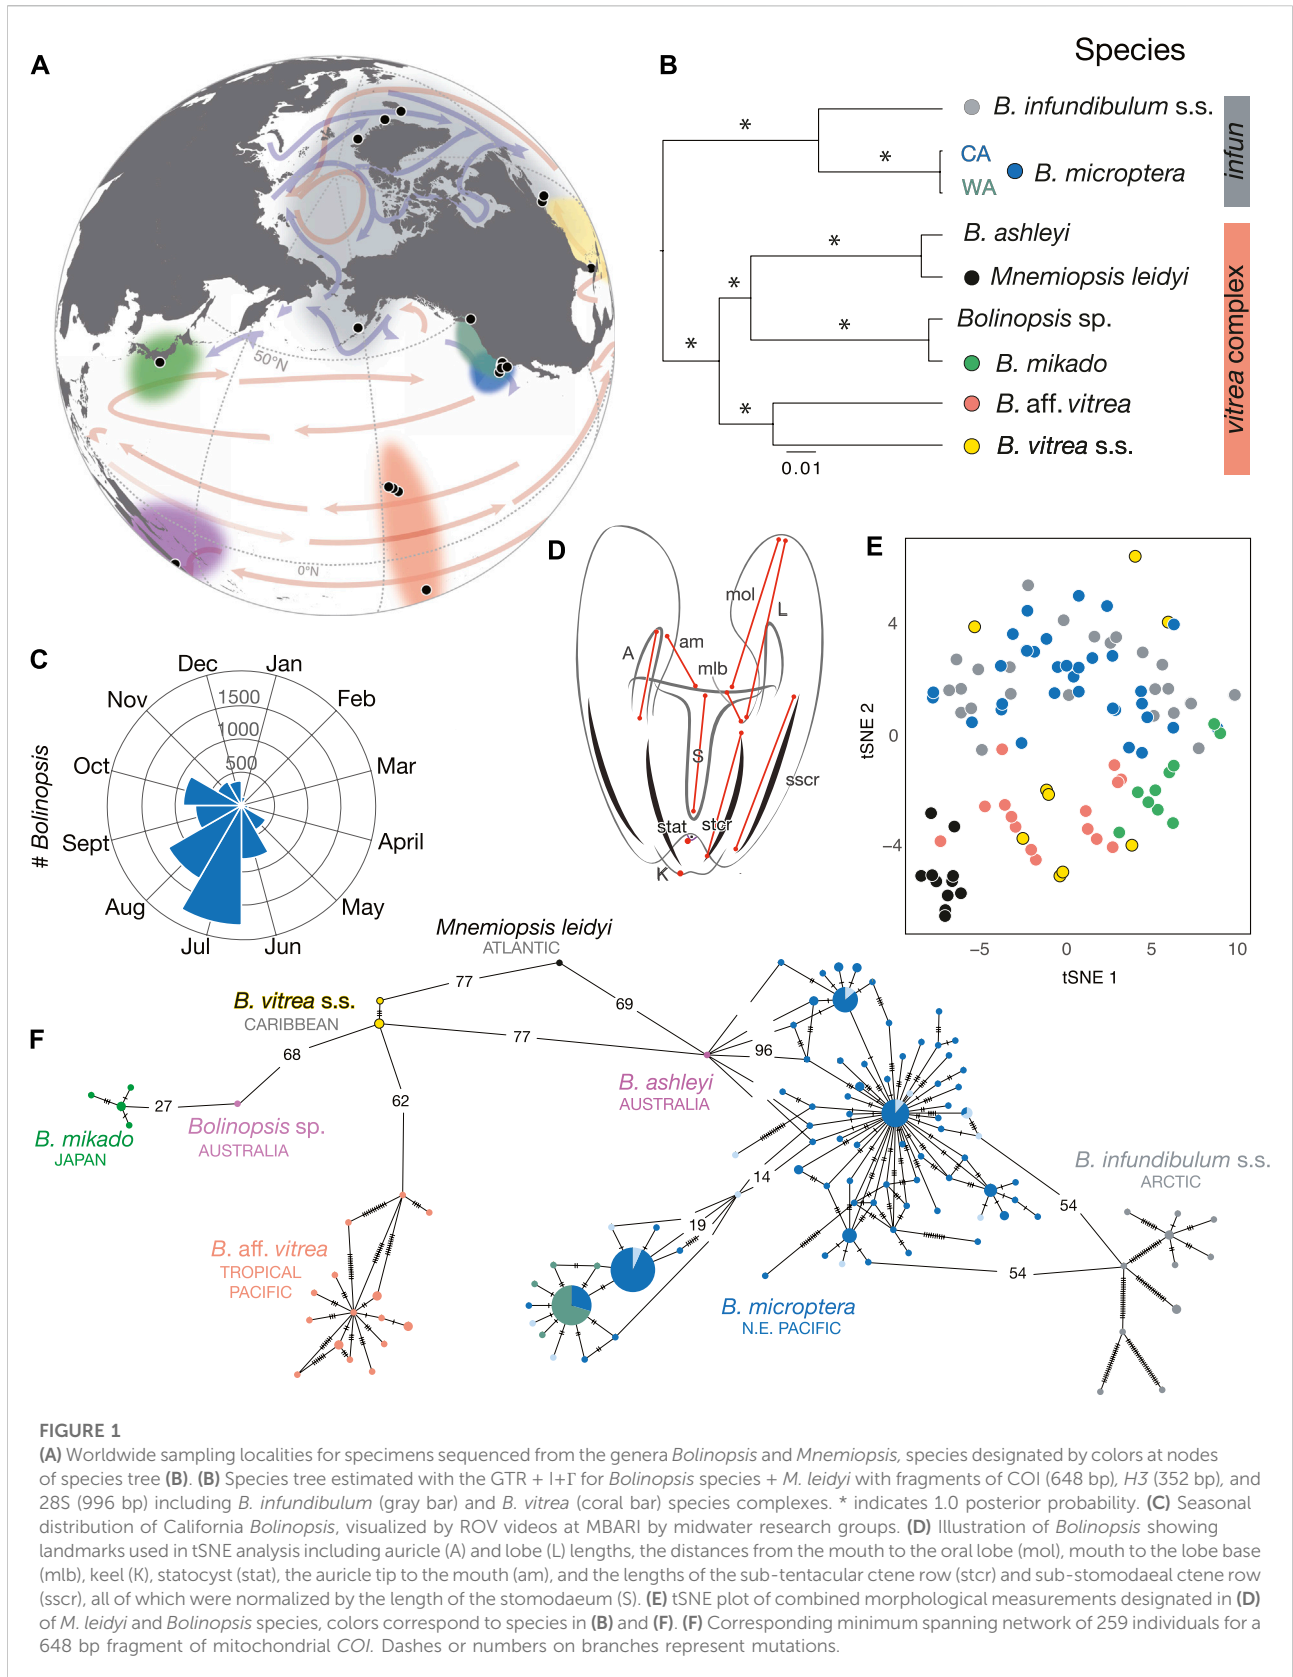 A
50°N
0°N
B
Species
B. infundibulum s.s.
CA
WA
B. microptera
B. ashleyi
Mnemiopsis leidyi
Bolinopsis sp.
B. mikado
B. aff. vitrea
B. vitrea s.s.
infun
vitrea complex
* * * * * * * *
0.01
C
# Bolinopsis
Dec
Jan
Nov
Feb
Oct
Mar
Sept
April
Aug
May
Jul
Jun
1500
1000
500
D
mol
L
am
A
mlb
S
sscr
stat
stcr
K
E
tSNE 2
4
0
−4
−5
0
5
10
tSNE 1
F
Mnemiopsis leidyi
ATLANTIC
77
B. vitrea s.s.
CARIBBEAN
69
77
96
68
B. ashleyi
AUSTRALIA
62
27
B. mikado
JAPAN
Bolinopsis sp.
AUSTRALIA
14
19
B. infundibulum s.s.
ARCTIC
54
54
B. aff. vitrea
TROPICAL
PACIFIC
B. microptera
N.E. PACIFIC
FIGURE 1
(A) Worldwide sampling localities for specimens sequenced from the genera Bolinopsis and Mnemiopsis, species designated by colors at nodes
of species tree (B). (B) Species tree estimated with the GTR + I+Γ for Bolinopsis species + M. leidyi with fragments of COI (648 bp), H3 (352 bp), and
28S (996 bp) including B. infundibulum (gray bar) and B. vitrea (coral bar) species complexes. * indicates 1.0 posterior probability. (C) Seasonal
distribution of California Bolinopsis, visualized by ROV videos at MBARI by midwater research groups. (D) Illustration of Bolinopsis showing
landmarks used in tSNE analysis including auricle (A) and lobe (L) lengths, the distances from the mouth to the oral lobe (mol), mouth to the lobe base
(mlb), keel (K), statocyst (stat), the auricle tip to the mouth (am), and the lengths of the sub-tentacular ctene row (stcr) and sub-stomodaeal ctene row
(sscr), all of which were normalized by the length of the stomodaeum (S). (E) tSNE plot of combined morphological measurements designated in (D)
of M. leidyi and Bolinopsis species, colors correspond to species in (B) and (F). (F) Corresponding minimum spanning network of 259 individuals for a
648 bp fragment of mitochondrial COI. Dashes or numbers on branches represent mutations.